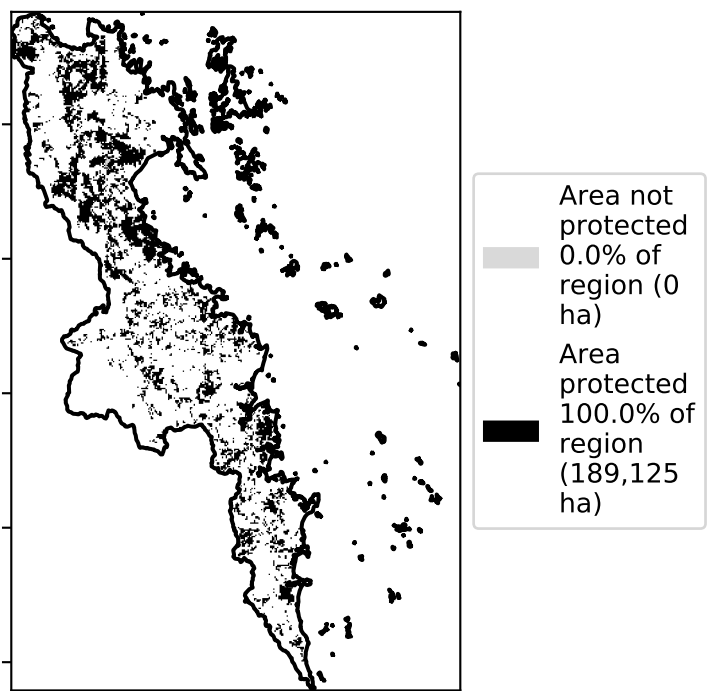 Area not
protected
0.0% of
region (0
ha)
Area
protected
100.0% of
region
(189,125
ha)